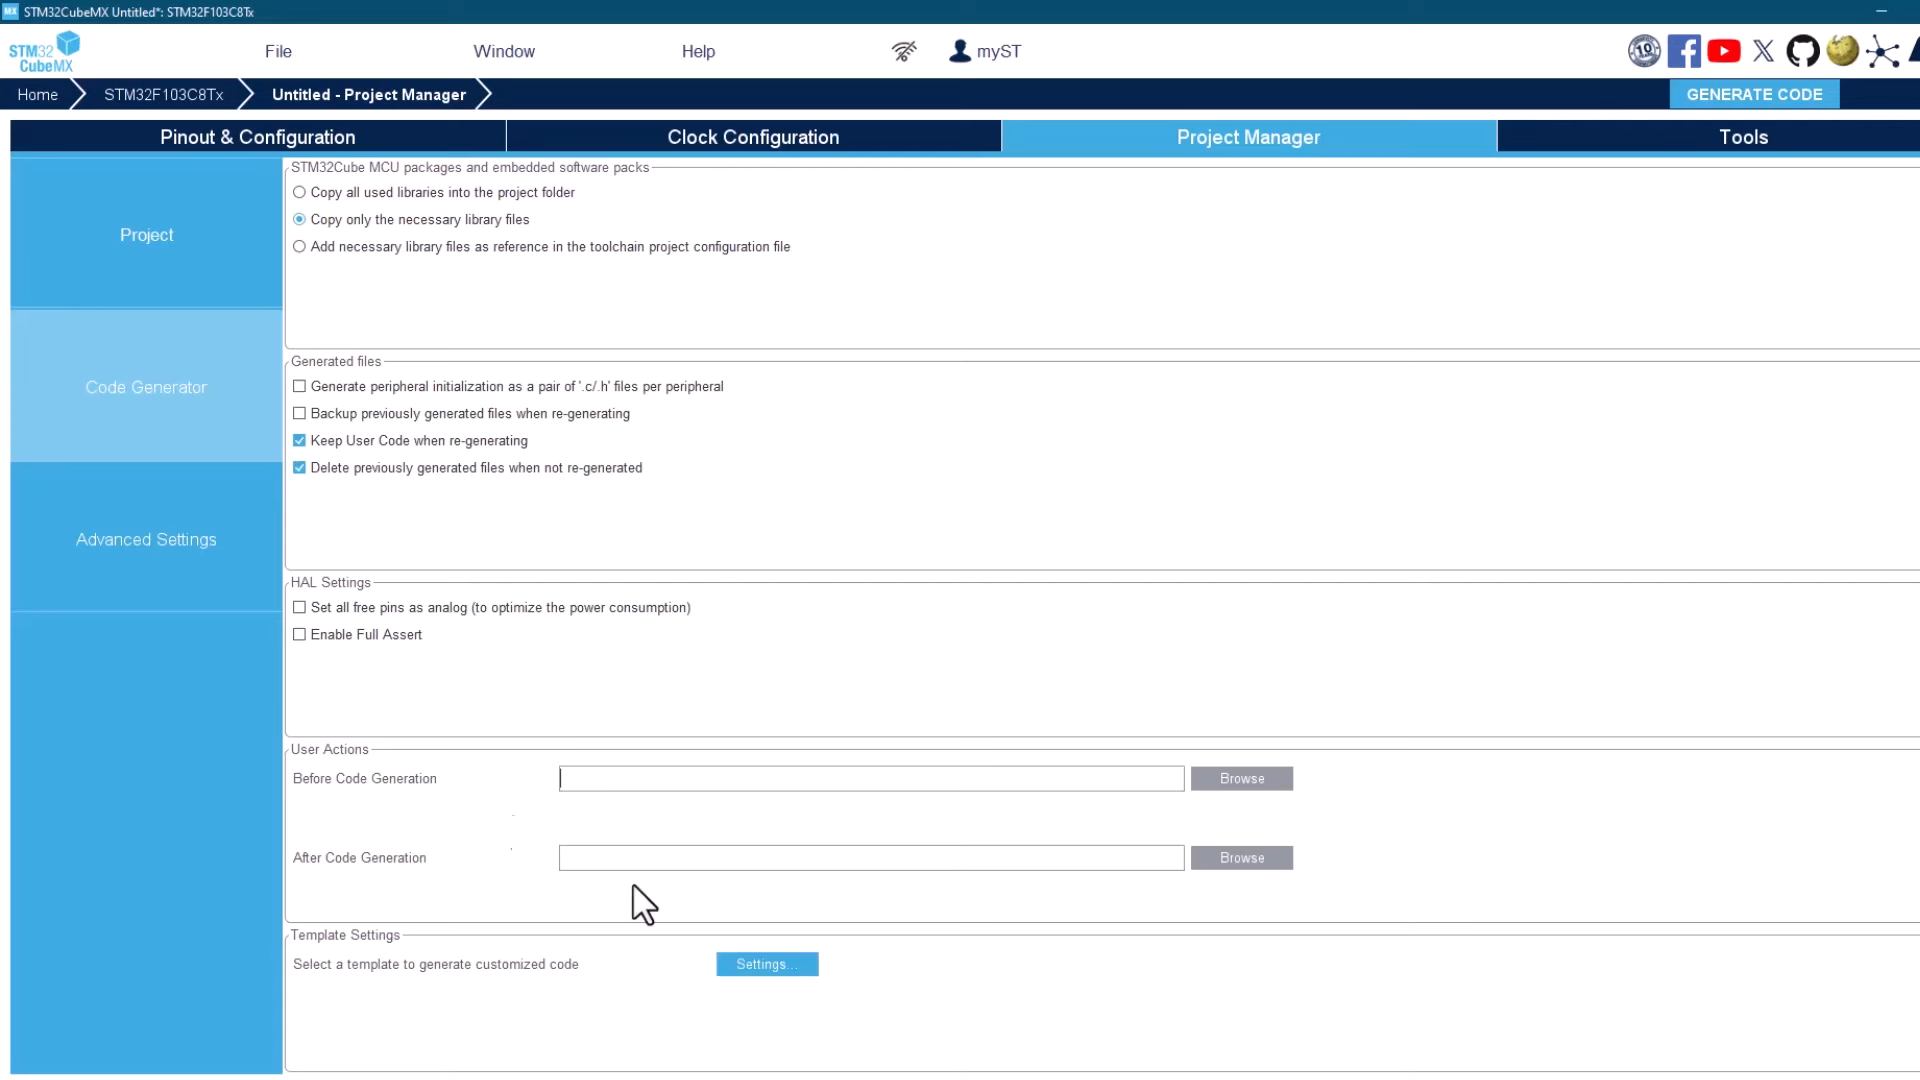 MX STM32CubeMX Untitled*: STM32F103C8Tx
STM32 CubeMX
File
Window
Help
myST
10
Home
STM32F103C8Tx
Untitled - Project Manager
GENERATE CODE
Pinout & Configuration
Clock Configuration
Project Manager
Tools
Project
Code Generator
Advanced Settings
STM32Cube MCU packages and embedded software packs
Copy all used libraries into the project folder
Copy only the necessary library files
Add necessary library files as reference in the toolchain project configuration file
Generated files
Generate peripheral initialization as a pair of '.c/.h' files per peripheral
Backup previously generated files when re-generating
Keep User Code when re-generating
Delete previously generated files when not re-generated
HAL Settings
Set all free pins as analog (to optimize the power consumption)
Enable Full Assert
User Actions
Before Code Generation
Browse
After Code Generation
Browse
Template Settings
Select a template to generate customized code
Settings...